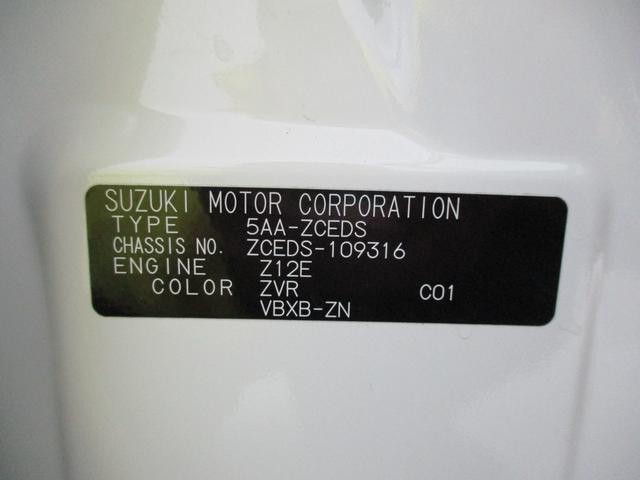 SUZUKI MOTOR CORPORATION
TYPE 5AA-ZCEDS
CHASSIS NO. ZCEDS-109316
ENGINE Z12E
COLOR ZVR C01
VBXB-ZN